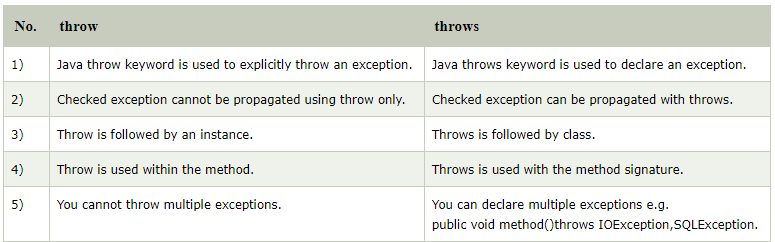 No. throw throws
1) Java throw keyword is used to explicitly throw an exception. Java throws keyword is used to declare an exception.
2) Checked exception cannot be propagated using throw only. Checked exception can be propagated with throws.
3) Throw is followed by an instance. Throws is followed by class.
4) Throw is used within the method. Throws is used with the method signature.
5) You cannot throw multiple exceptions. You can declare multiple exceptions e.g.
public void method()throws IOException,SQLException.